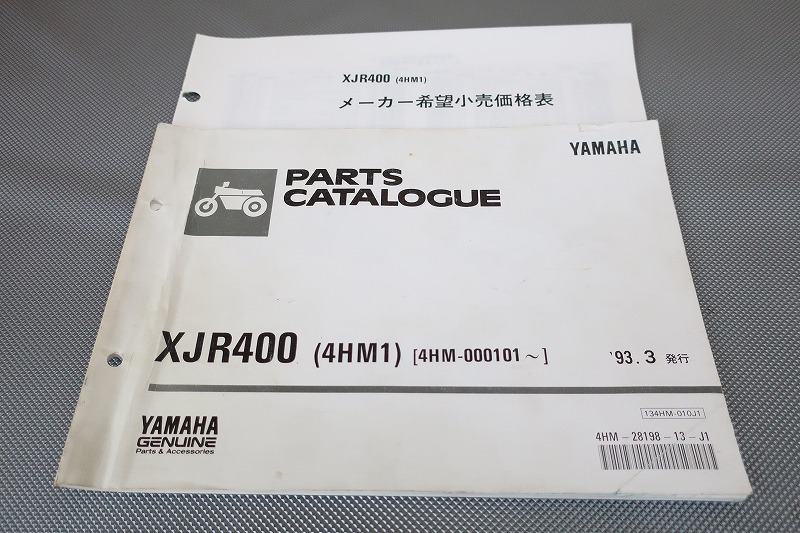 XJR400 (4HM1)
メーカー希望小売価格表
YAMAHA
PARTS
CATALOGUE
XJR400 (4HM1) [4HM-000101~]
'93.3 発行
134HM-010J1
YAMAHA
GENUINE
Parts & Accessories
4HM-28198-13-J1